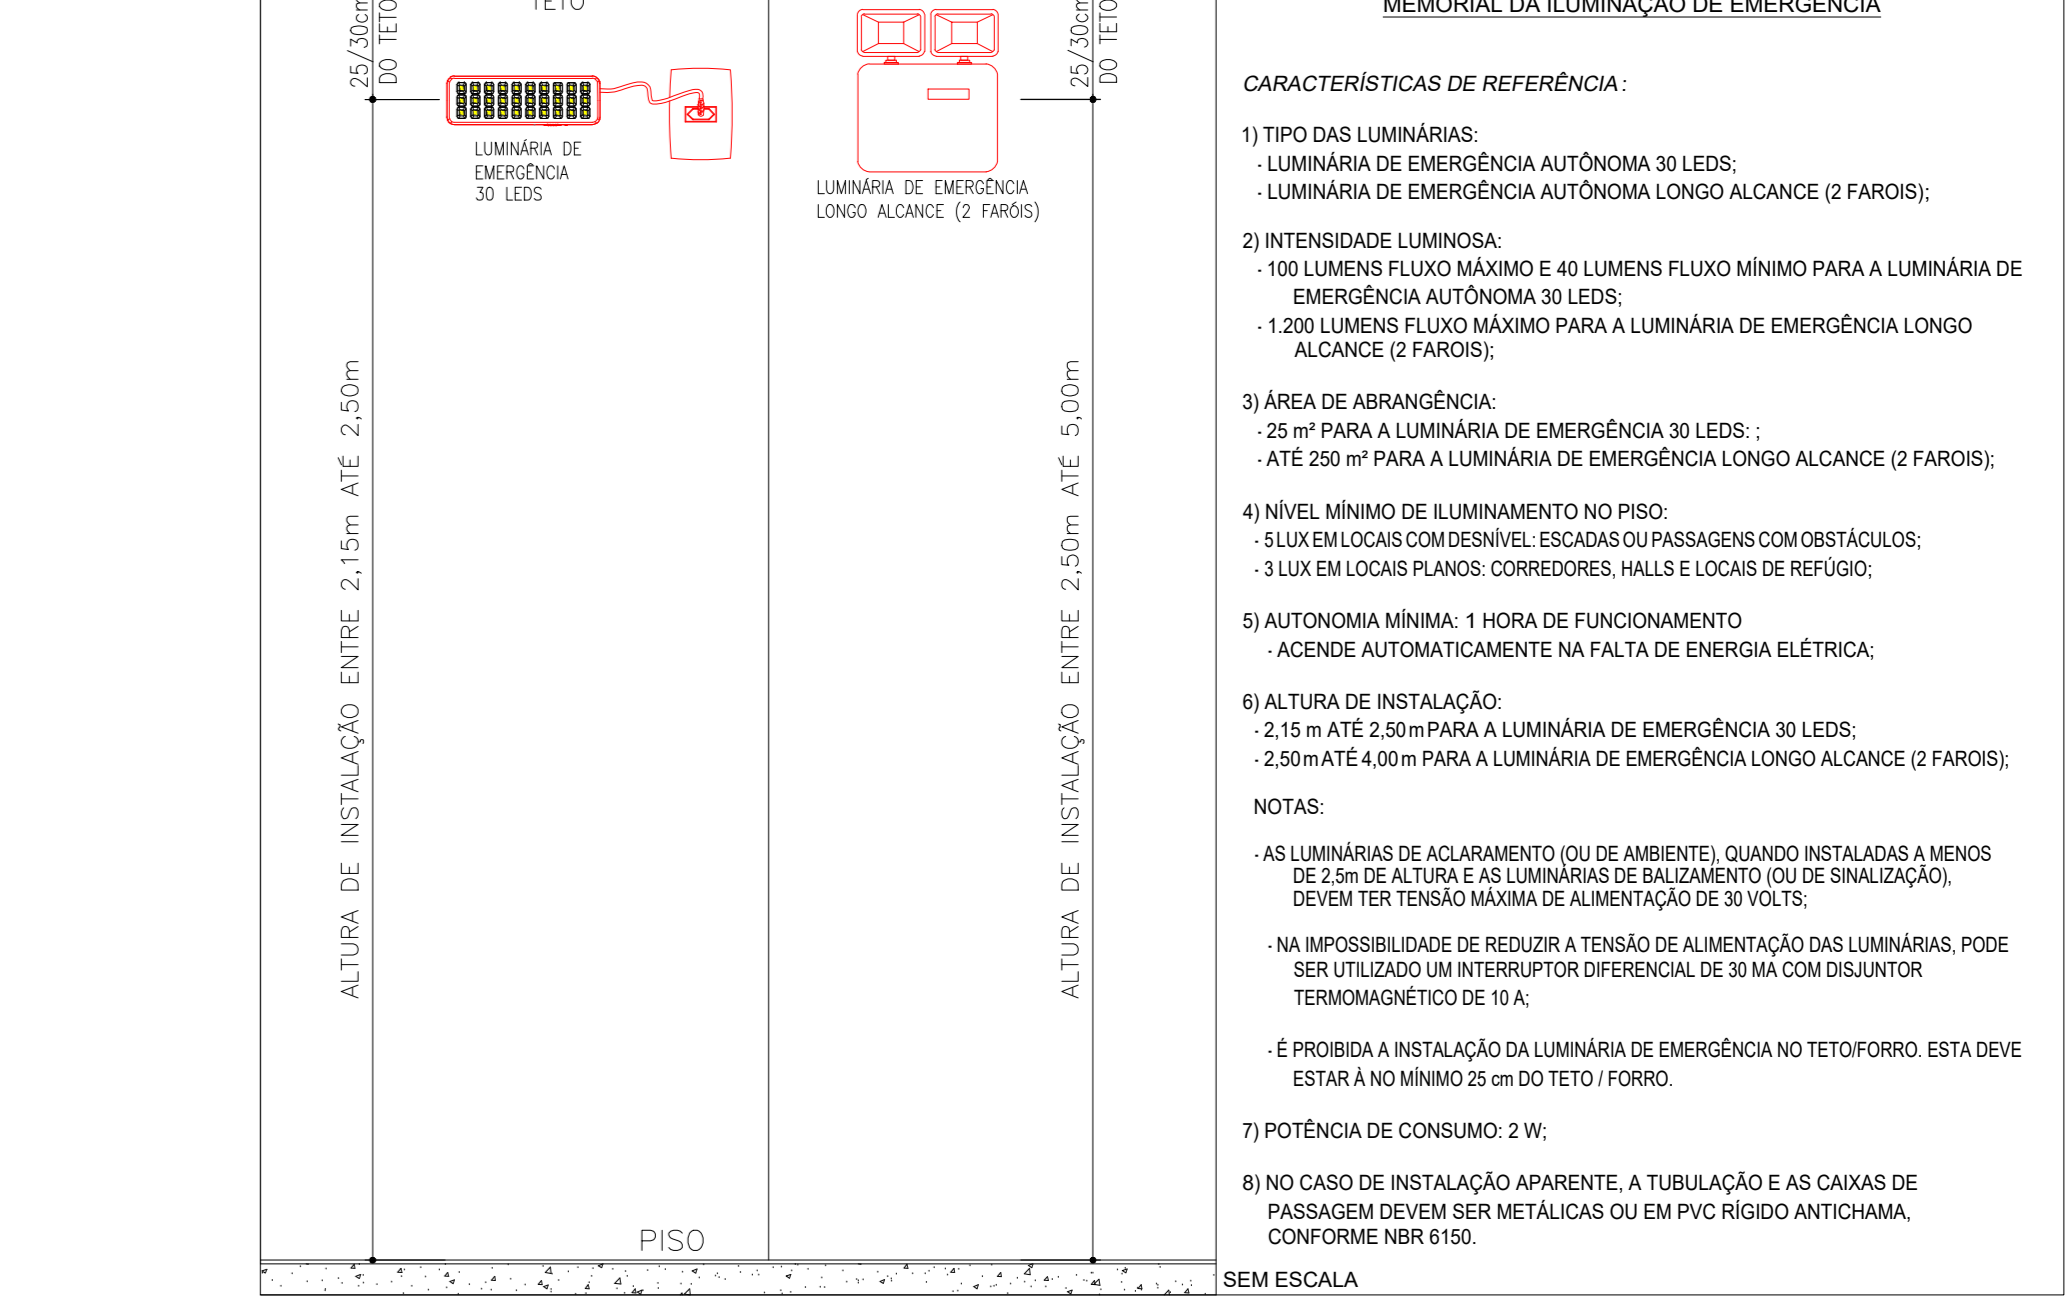 TETO
25/30cm
DO TETO
LUMINÁRIA DE
EMERGÊNCIA
30 LEDS
ALTURA DE INSTALAÇÃO ENTRE 2,15m ATÉ 2,50m
25/30cm
DO TETO
LUMINÁRIA DE EMERGÊNCIA
LONGO ALCANCE (2 FARÓIS)
ALTURA DE INSTALAÇÃO ENTRE 2,50m ATÉ 5,00m
PISO
MEMORIAL DA ILUMINAÇÃO DE EMERGÊNCIA
CARACTERÍSTICAS DE REFERÊNCIA :
1) TIPO DAS LUMINÁRIAS:
- LUMINÁRIA DE EMERGÊNCIA AUTÔNOMA 30 LEDS;
- LUMINÁRIA DE EMERGÊNCIA AUTÔNOMA LONGO ALCANCE (2 FAROIS);
2) INTENSIDADE LUMINOSA:
- 100 LUMENS FLUXO MÁXIMO E 40 LUMENS FLUXO MÍNIMO PARA A LUMINÁRIA DE
EMERGÊNCIA AUTÔNOMA 30 LEDS;
- 1.200 LUMENS FLUXO MÁXIMO PARA A LUMINÁRIA DE EMERGÊNCIA LONGO
ALCANCE (2 FAROIS);
3) ÁREA DE ABRANGÊNCIA:
- 25 m² PARA A LUMINÁRIA DE EMERGÊNCIA 30 LEDS: ;
- ATÉ 250 m² PARA A LUMINÁRIA DE EMERGÊNCIA LONGO ALCANCE (2 FAROIS);
4) NÍVEL MÍNIMO DE ILUMINAMENTO NO PISO:
- 5 LUX EM LOCAIS COM DESNÍVEL: ESCADAS OU PASSAGENS COM OBSTÁCULOS;
- 3 LUX EM LOCAIS PLANOS: CORREDORES, HALLS E LOCAIS DE REFÚGIO;
5) AUTONOMIA MÍNIMA: 1 HORA DE FUNCIONAMENTO
- ACENDE AUTOMATICAMENTE NA FALTA DE ENERGIA ELÉTRICA;
6) ALTURA DE INSTALAÇÃO:
- 2,15 m ATÉ 2,50 m PARA A LUMINÁRIA DE EMERGÊNCIA 30 LEDS;
- 2,50 m ATÉ 4,00 m PARA A LUMINÁRIA DE EMERGÊNCIA LONGO ALCANCE (2 FAROIS);
NOTAS:
- AS LUMINÁRIAS DE ACLARAMENTO (OU DE AMBIENTE), QUANDO INSTALADAS A MENOS
DE 2,5m DE ALTURA E AS LUMINÁRIAS DE BALIZAMENTO (OU DE SINALIZAÇÃO),
DEVEM TER TENSÃO MÁXIMA DE ALIMENTAÇÃO DE 30 VOLTS;
- NA IMPOSSIBILIDADE DE REDUZIR A TENSÃO DE ALIMENTAÇÃO DAS LUMINÁRIAS, PODE
SER UTILIZADO UM INTERRUPTOR DIFERENCIAL DE 30 MA COM DISJUNTOR
TERMOMAGNÉTICO DE 10 A;
- É PROIBIDA A INSTALAÇÃO DA LUMINÁRIA DE EMERGÊNCIA NO TETO/FORRO. ESTA DEVE
ESTAR À NO MÍNIMO 25 cm DO TETO / FORRO.
7) POTÊNCIA DE CONSUMO: 2 W;
8) NO CASO DE INSTALAÇÃO APARENTE, A TUBULAÇÃO E AS CAIXAS DE
PASSAGEM DEVEM SER METÁLICAS OU EM PVC RÍGIDO ANTICHAMA,
CONFORME NBR 6150.
SEM ESCALA